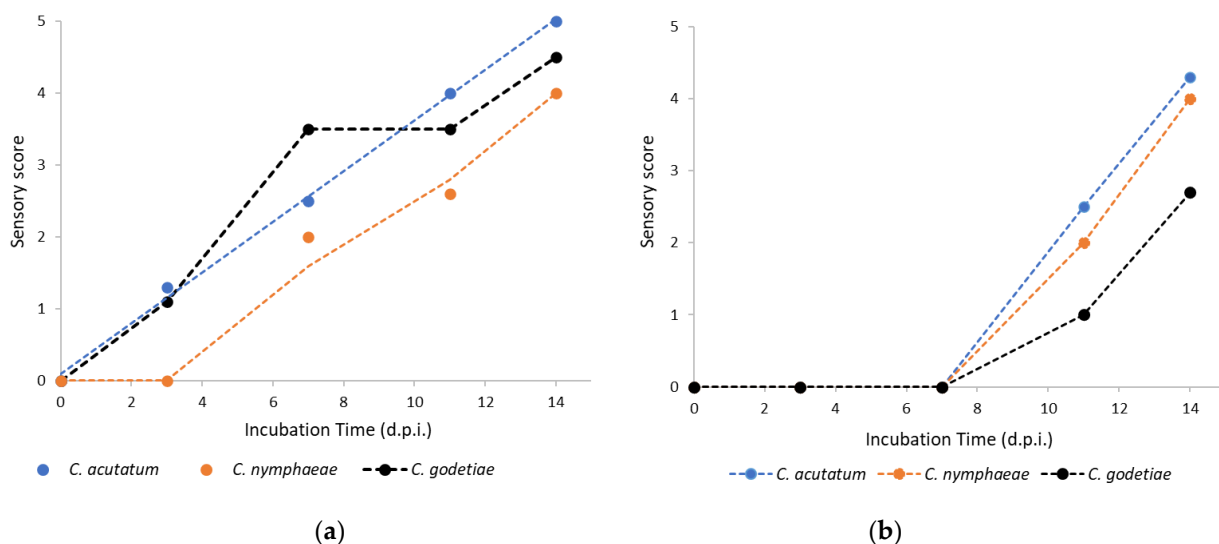 5
4
3
2
1
0
Sensory score
0 2 4 6 8 10 12 14
Incubation Time (d.p.i.)
C. acutatum C. nymphaeae C. godetiae
(a)
5
4
3
2
1
0
Sensory score
0 2 4 6 8 10 12 14
Incubation Time (d.p.i.)
C. acutatum C. nymphaeae C. godetiae
(b)